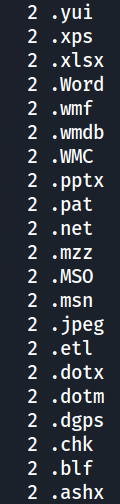 2 .yui
2 .xps
2 .xlsx
2 .Word
2 .wmf
2 .wmdb
2 .WMC
2 .pptx
2 .pat
2 .net
2 .mzz
2 .MSO
2 .msn
2 .jpeg
2 .etl
2 .dotx
2 .dotm
2 .dgps
2 .chk
2 .blf
2 .ashx